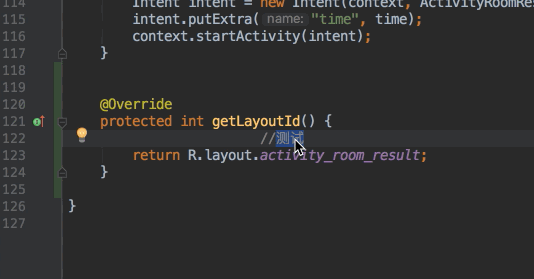 114 Intent intent = new Intent(context, ActivityRoomRes
115 intent.putExtra( name: "time", time);
116 context.startActivity(intent);
117 }
118
119
120 @Override
121 protected int getLayoutId() {
122 //测试
123 return R.layout.activity_room_result;
124 }
125
126 }
127